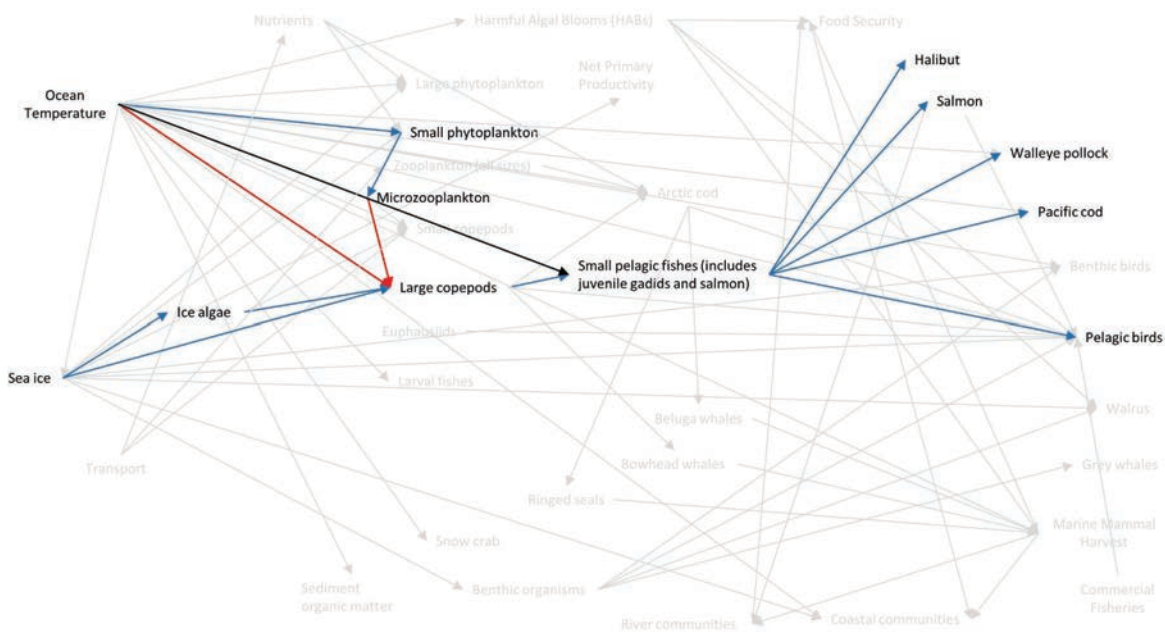 Nutrients
Harmful Algal Blooms (HABs)
Food Security
Halibut
Net Primary
Productivity
Large phytoplankton
Ocean
Temperature
Salmon
Small phytoplankton
Walleye pollock
Zooplankton (all sizes)
Arctic cod
Microzooplankton
Pacific cod
Small copepods
Small pelagic fishes (includes
juvenile gadids and salmon)
Benthic birds
Large copepods
Ice algae
Euphausiids
Pelagic birds
Sea ice
Larval fishes
Walrus
Beluga whales
Transport
Bowhead whales
Grey whales
Ringed seals
Marine Mammal
Harvest
Snow crab
Sediment
organic matter
Benthic organisms
Commercial
Fisheries
River communities
Coastal communities